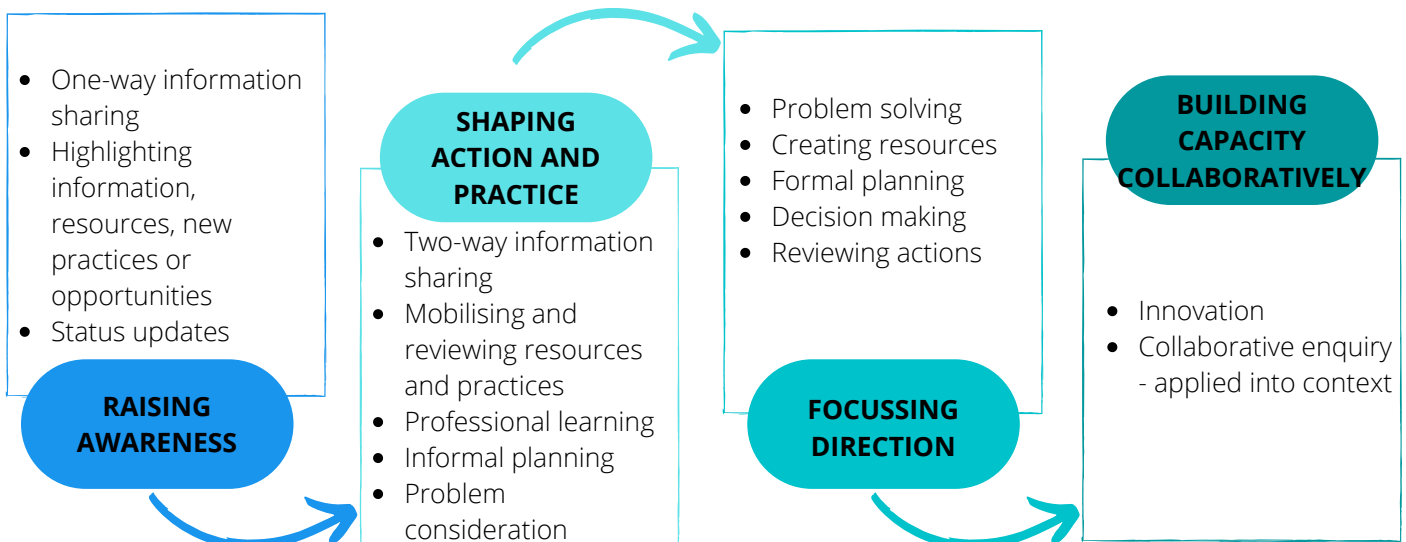 • One-way information
sharing
• Highlighting
information,
resources, new
practices or
opportunities
• Status updates
RAISING
AWARENESS
SHAPING
ACTION AND
PRACTICE
• Two-way information
sharing
• Mobilising and
reviewing resources
and practices
• Professional learning
• Informal planning
• Problem
consideration
• Problem solving
• Creating resources
• Formal planning
• Decision making
• Reviewing actions
FOCUSSING
DIRECTION
BUILDING
CAPACITY
COLLABORATIVELY
• Innovation
• Collaborative enquiry
- applied into context